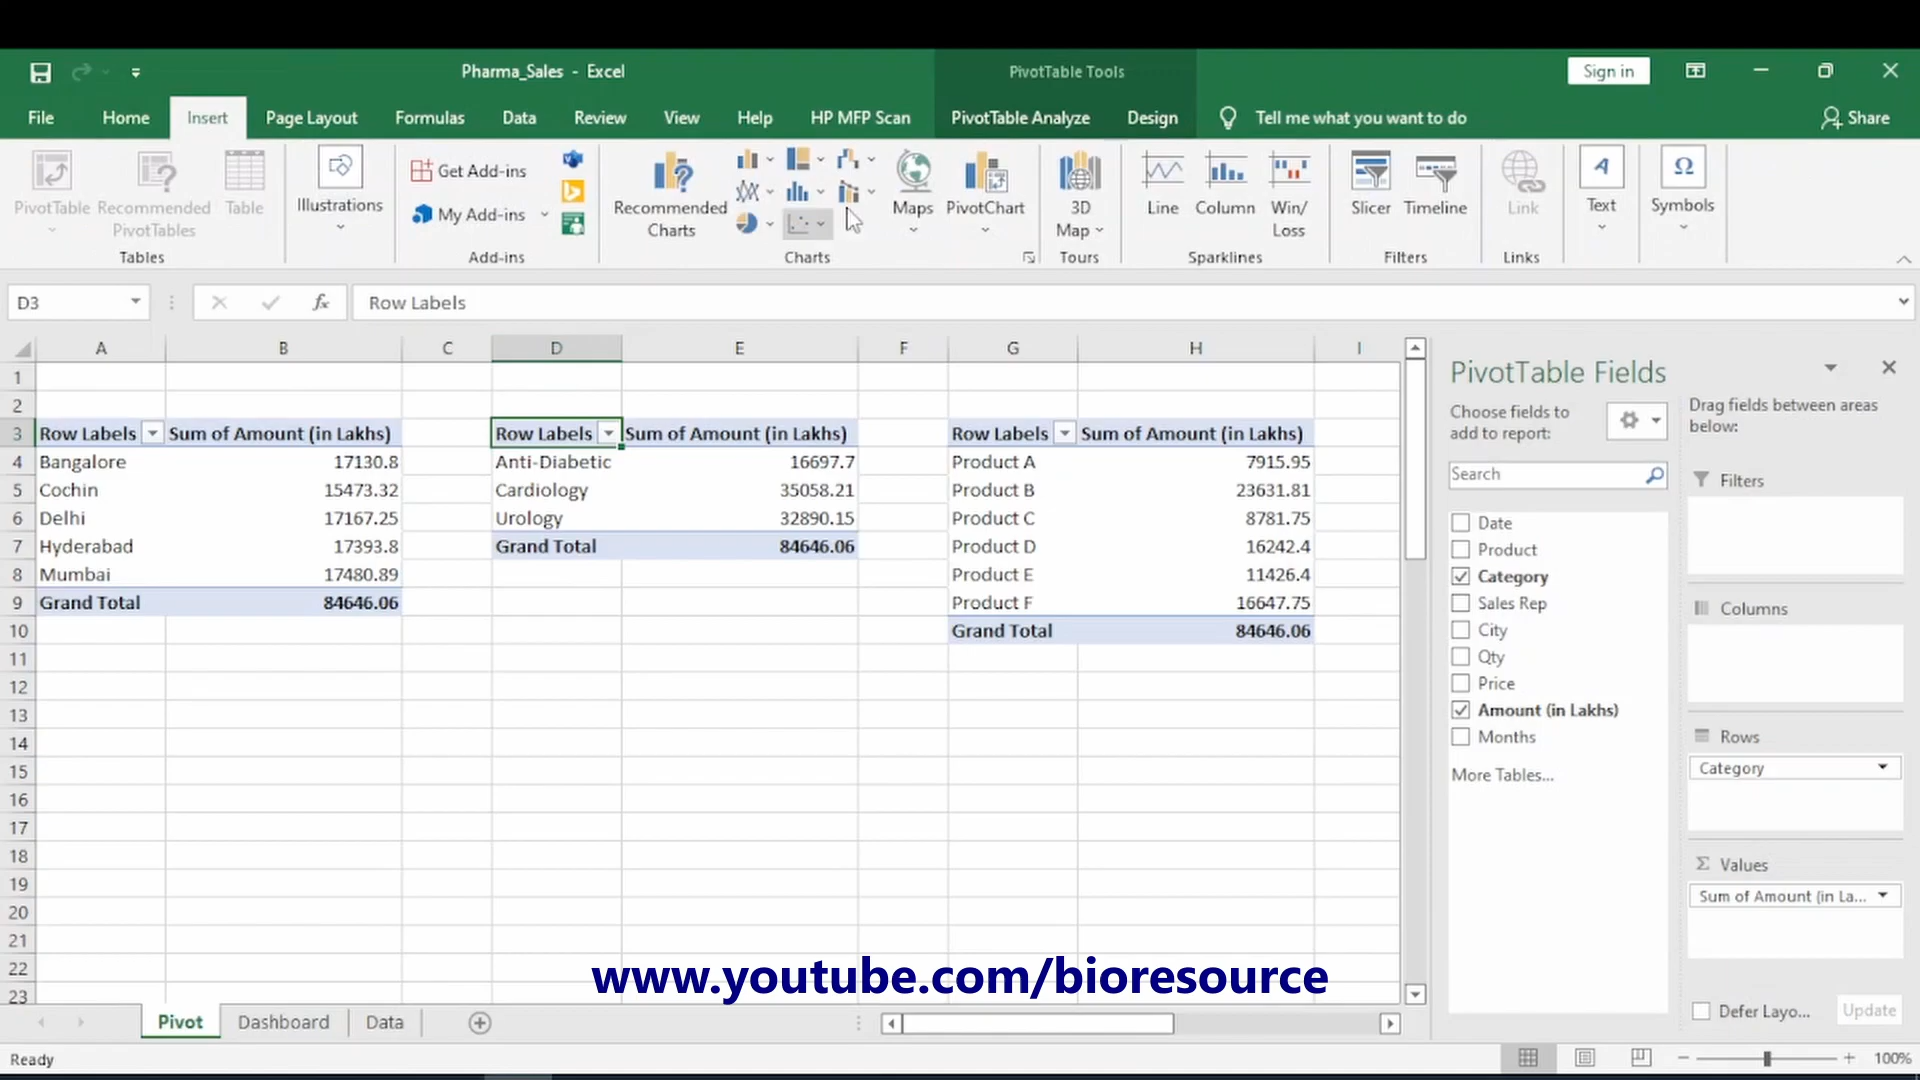 Pharma_Sales - Excel
PivotTable Tools
Sign in
File Home Insert Page Layout Formulas Data Review View Help HP MFP Scan PivotTable Analyze Design Tell me what you want to do Share
PivotTable
Recommended
PivotTables
Table
Tables
Illustrations
Get Add-ins
My Add-ins
Add-ins
Recommended
Charts
Maps
PivotChart
Charts
3D
Map
Tours
Line
Column
Win/
Loss
Sparklines
Slicer
Timeline
Filters
Link
Links
Text
Symbols
D3
fx
Row Labels
A B C D E F G H I
1
2
3 Row Labels Sum of Amount (in Lakhs) Row Labels Sum of Amount (in Lakhs) Row Labels Sum of Amount (in Lakhs)
4 Bangalore 17130.8 Anti-Diabetic 16697.7 Product A 7915.95
5 Cochin 15473.32 Cardiology 35058.21 Product B 23631.81
6 Delhi 17167.25 Urology 32890.15 Product C 8781.75
7 Hyderabad 17393.8 Grand Total 84646.06 Product D 16242.4
8 Mumbai 17480.89 Product E 11426.4
9 Grand Total 84646.06 Product F 16647.75
10 Grand Total 84646.06
11
12
13
14
15
16
17
18
19
20
21
22
23
PivotTable Fields
Choose fields to
add to report:
Search
Date
Product
Category
Sales Rep
City
Qty
Price
Amount (in Lakhs)
Months
More Tables...
Drag fields between areas
below:
Filters
Columns
Rows
Category
Σ Values
Sum of Amount (in La...
Defer Layo...
Update
www.youtube.com/bioresource
Pivot Dashboard Data
Ready
100%